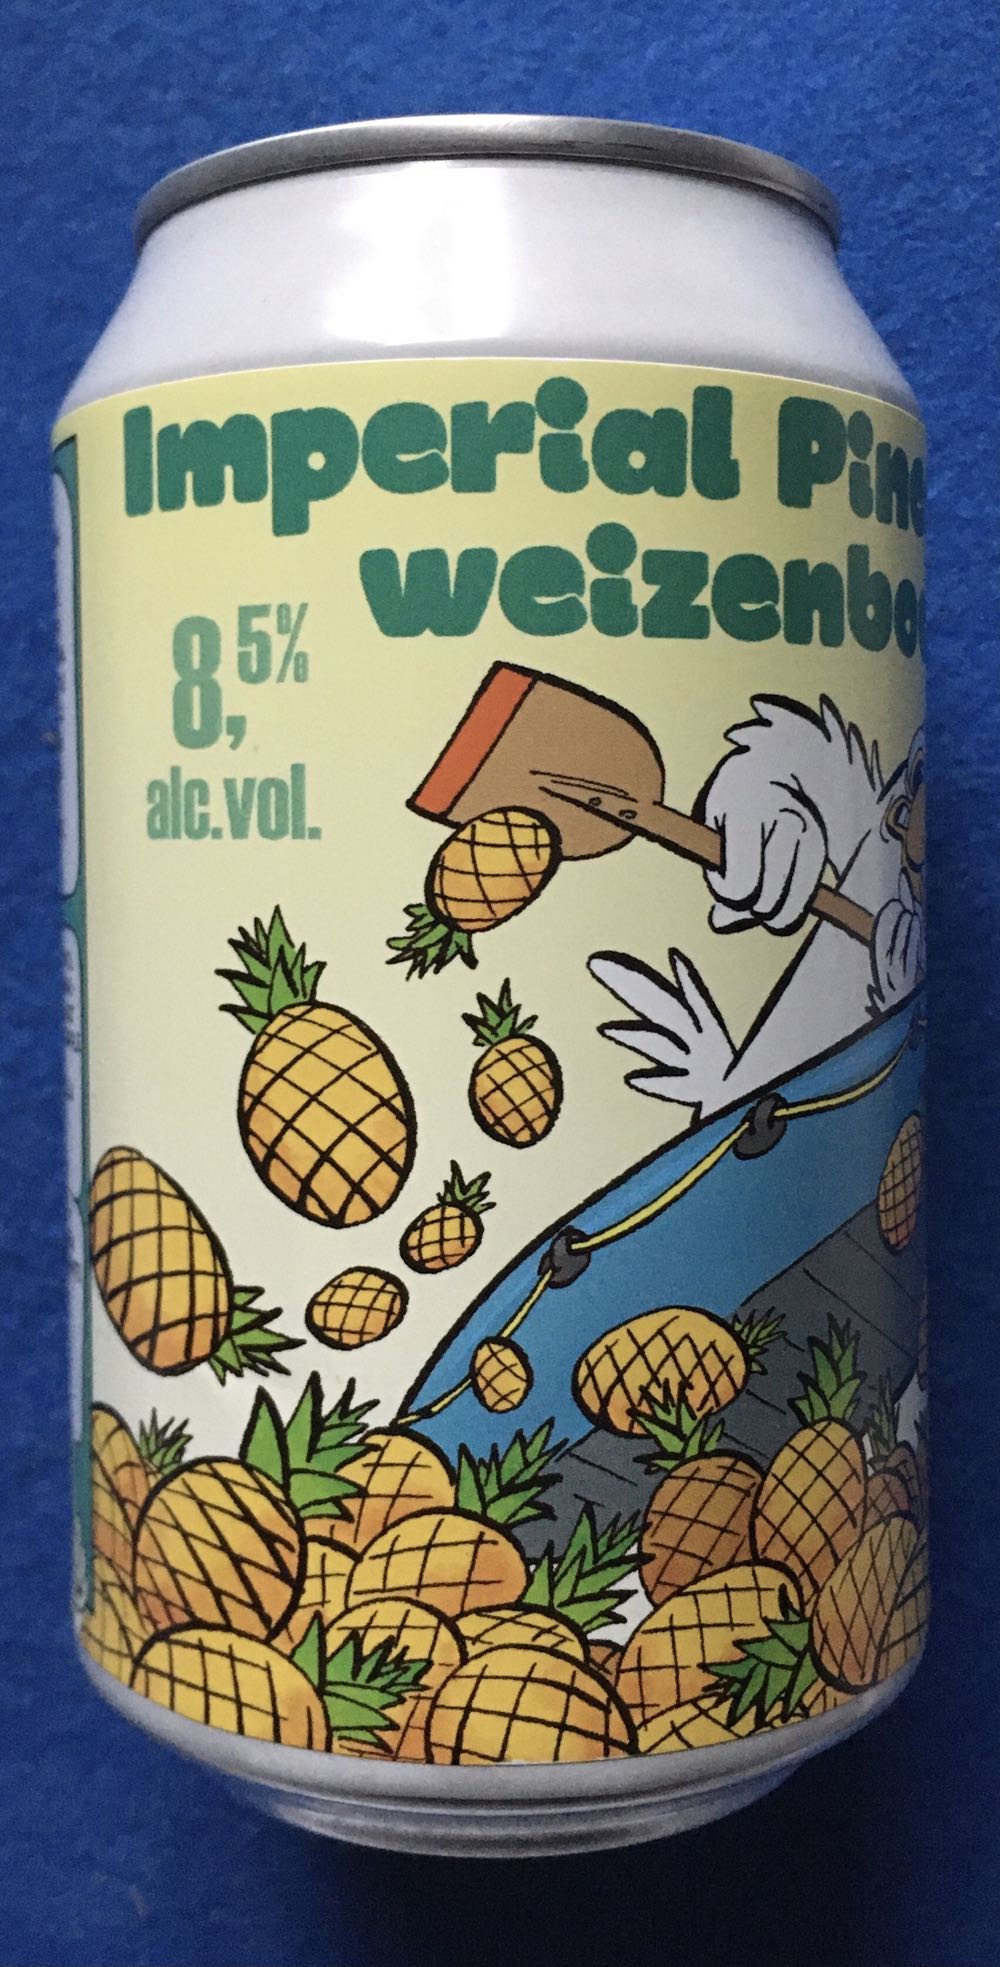 Imperial Pine
weizenbo
8,5%
alc.vol.